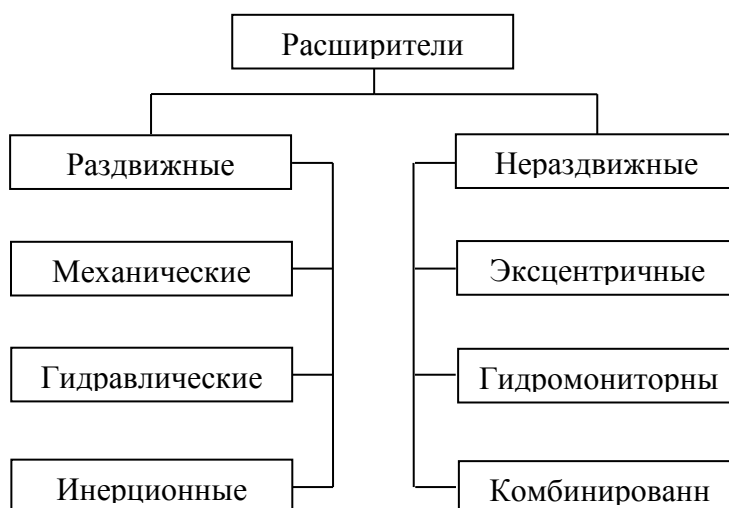 Расширители
Раздвижные
Нераздвижные
Механические
Эксцентричные
Гидравлические
Гидромониторны
Инерционные
Комбинированн